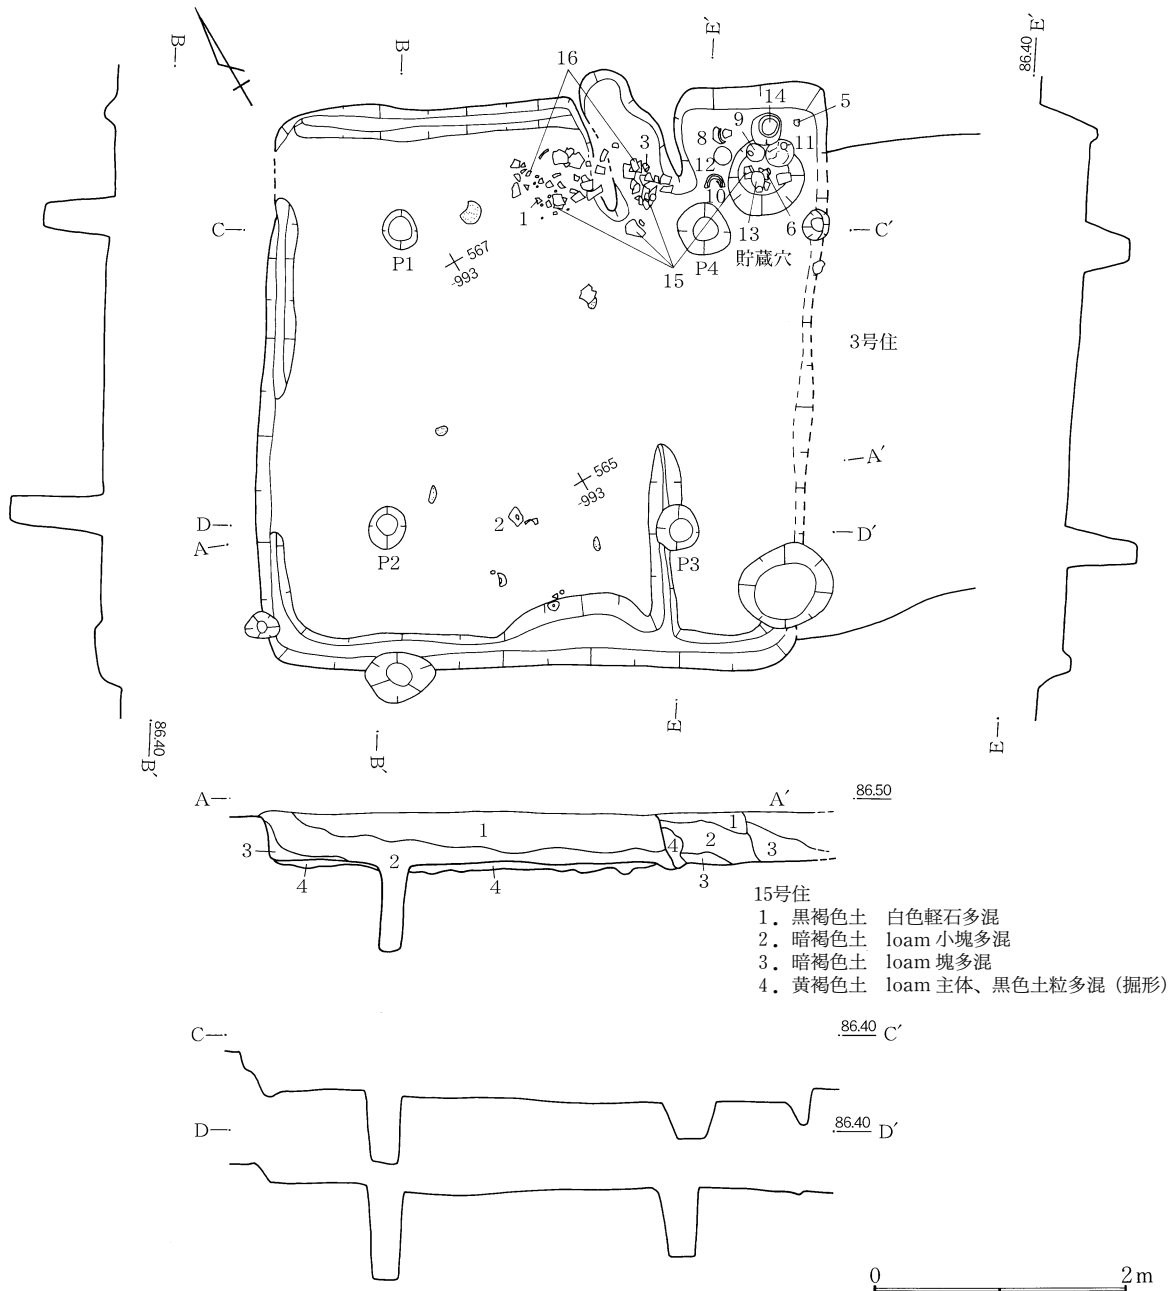 B
B
E′
E′
86.40
16
14
5
9
8
3
11
12
10
1
13
6
C
C′
P1
567
-993
15
P4
貯蔵穴
3号住
A′
565
-993
D
2
D′
A
P2
P3
E
E
86.40
B′
B′
A
A′
86.50
1
1
2
3
4
3
2
4
4
3
15号住
1．黒褐色土　白色軽石多混
2．暗褐色土　loam 小塊多混
3．暗褐色土　loam 塊多混
4．黄褐色土　loam 主体、黒色土粒多混（掘形）
C
86.40 C′
D
86.40 D′
0 2m